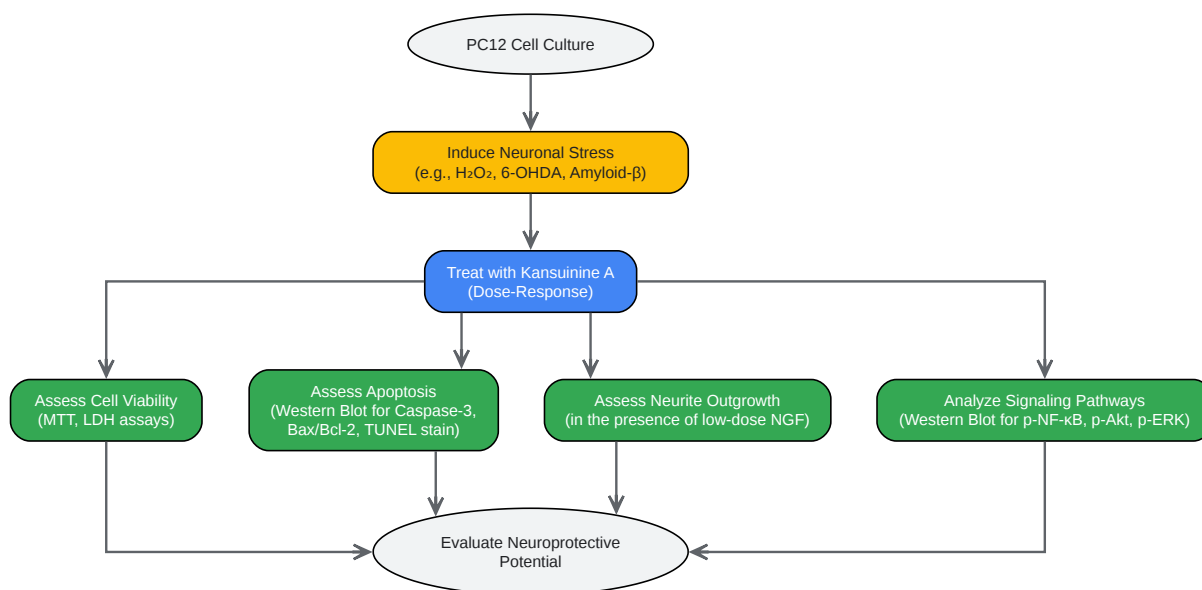 PC12 Cell Culture
Induce Neuronal Stress
(e.g., H₂O₂, 6-OHDA, Amyloid-β)
Treat with Kansuinine A
(Dose-Response)
Assess Cell Viability
(MTT, LDH assays)
Assess Apoptosis
(Western Blot for Caspase-3,
Bax/Bcl-2, TUNEL stain)
Assess Neurite Outgrowth
(in the presence of low-dose NGF)
Analyze Signaling Pathways
(Western Blot for p-NF-κB, p-Akt, p-ERK)
Evaluate Neuroprotective
Potential